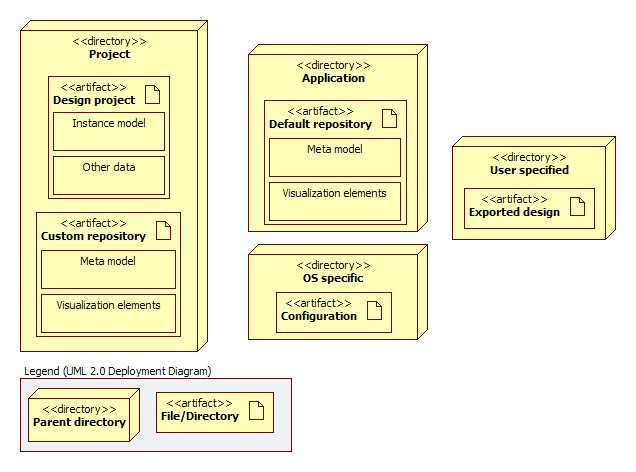 <<directory>>
Project
<<artifact>>
Design project
Instance model
Other data
<<artifact>>
Custom repository
Meta model
Visualization elements
<<directory>>
Application
<<artifact>>
Default repository
Meta model
Visualization elements
<<directory>>
OS specific
<<artifact>>
Configuration
<<directory>>
User specified
<<artifact>>
Exported design
Legend (UML 2.0 Deployment Diagram)
<<directory>>
Parent directory
<<artifact>>
File/Directory